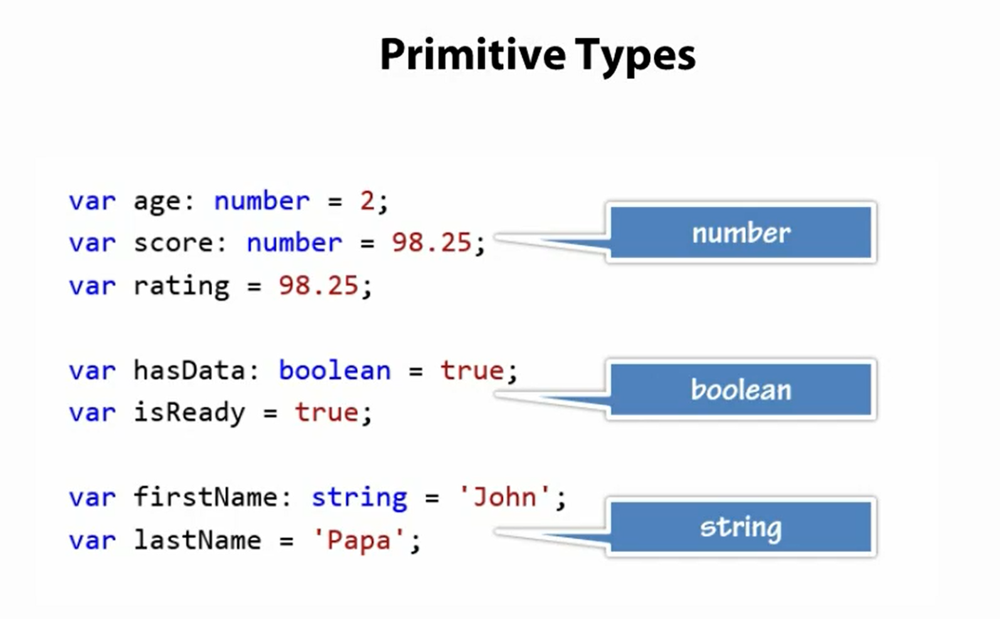 Primitive Types
var age: number = 2;
var score: number = 98.25;
number
var rating = 98.25;
var hasData: boolean = true;
boolean
var isReady = true;
var firstName: string = 'John';
string
var lastName = 'Papa';